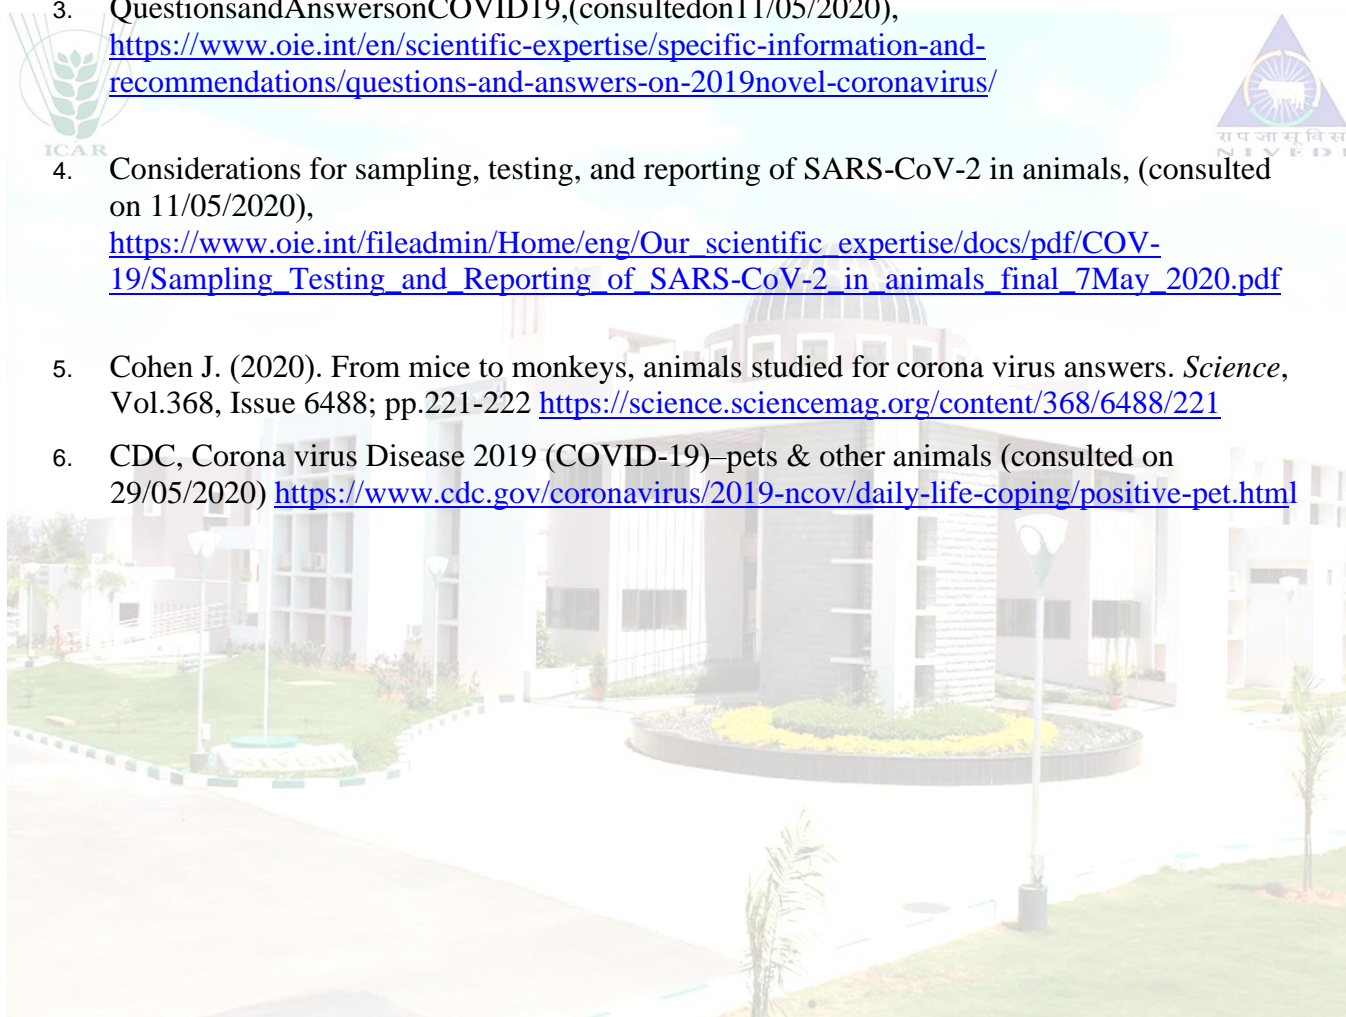 3. QuestionsandAnswersonCOVID19,(consultedon11/05/2020),
https://www.oie.int/en/scientific-expertise/specific-information-and-
recommendations/questions-and-answers-on-2019novel-coronavirus/
ICAR
रा प जा सू वि स
NIVEDI
4. Considerations for sampling, testing, and reporting of SARS-CoV-2 in animals, (consulted
on 11/05/2020),
https://www.oie.int/fileadmin/Home/eng/Our_scientific_expertise/docs/pdf/COV-
19/Sampling_Testing_and_Reporting_of_SARS-CoV-2_in_animals_final_7May_2020.pdf
5. Cohen J. (2020). From mice to monkeys, animals studied for corona virus answers. Science,
Vol.368, Issue 6488; pp.221-222 https://science.sciencemag.org/content/368/6488/221
6. CDC, Corona virus Disease 2019 (COVID-19)–pets & other animals (consulted on
29/05/2020) https://www.cdc.gov/coronavirus/2019-ncov/daily-life-coping/positive-pet.html
NIVEDI